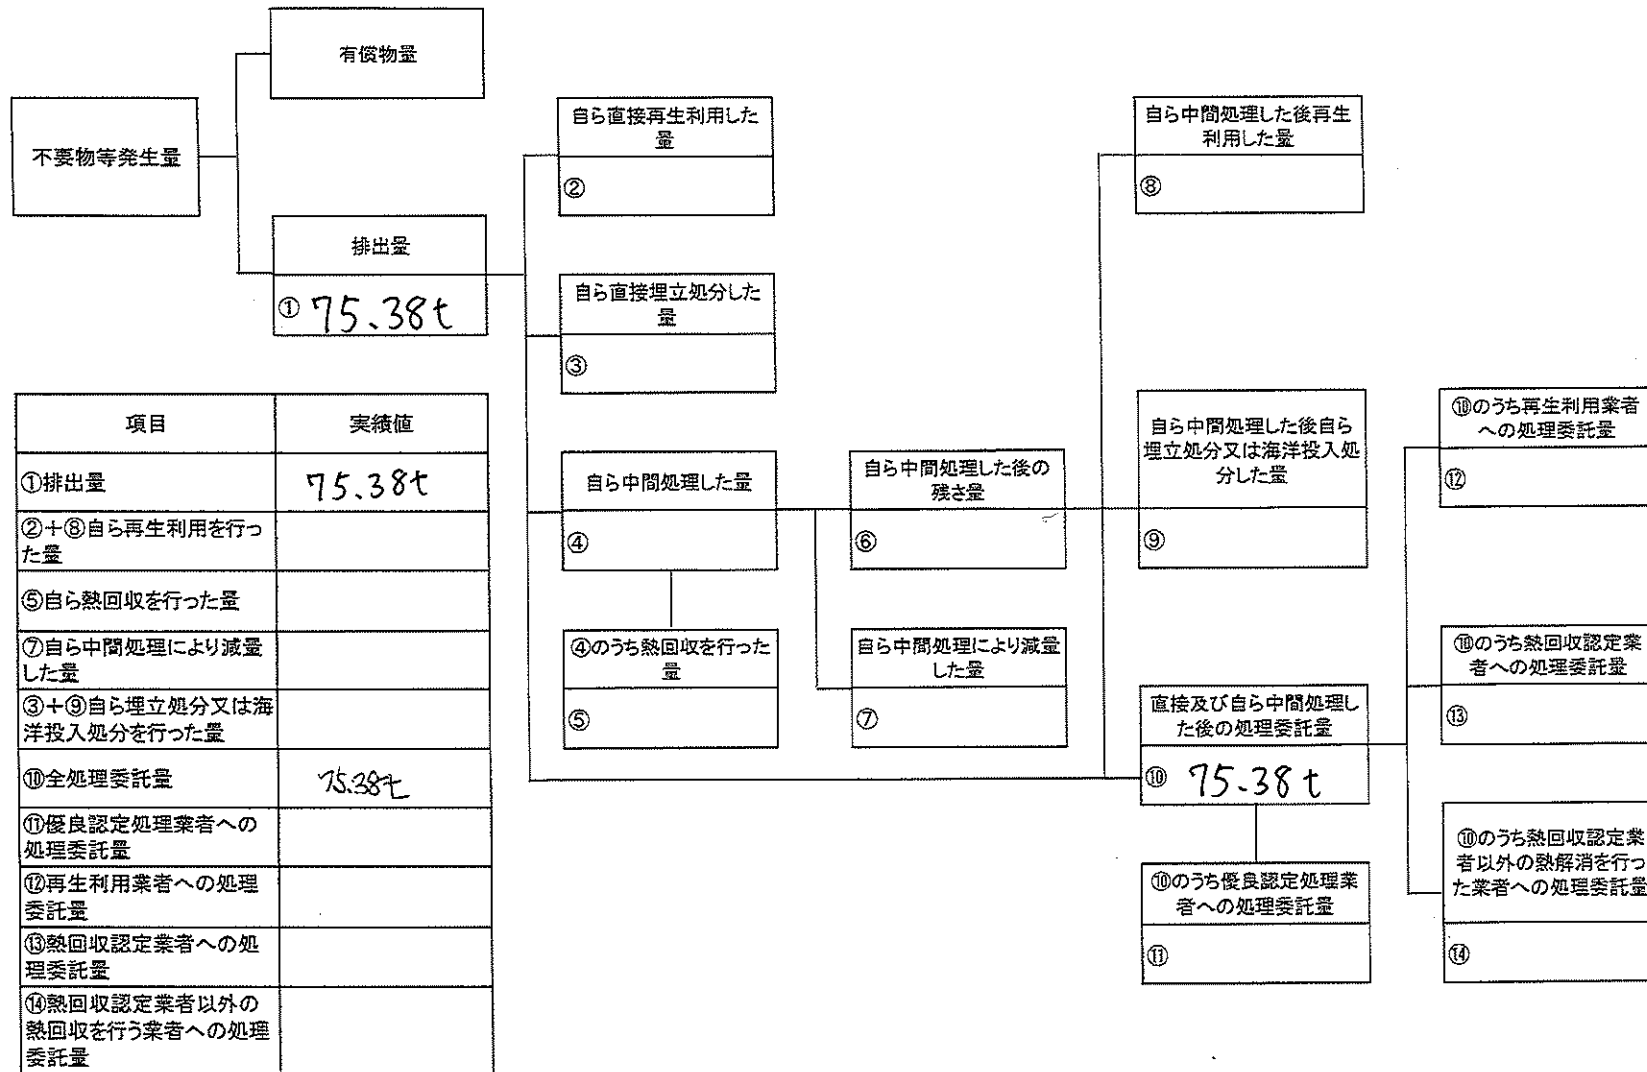 有償物量
不要物等発生量
排出量
① 75.38t
自ら直接再生利用した
量
②
自ら直接埋立処分した
量
③
自ら中間処理した量
④
④のうち熱回収を行った
量
⑤
自ら中間処理した後の
残さ量
⑥
自ら中間処理により減量
した量
⑦
自ら中間処理した後再生
利用した量
⑧
自ら中間処理した後自ら
埋立処分又は海洋投入処
分した量
⑨
直接及び自ら中間処理し
た後の処理委託量
⑩ 75.38t
⑩のうち優良認定処理業
者への処理委託量
⑪
⑩のうち再生利用業者
への処理委託量
⑫
⑩のうち熱回収認定業
者への処理委託量
⑬
⑩のうち熱回収認定業
者以外の熱解消を行っ
た業者への処理委託量
⑭
項目 実績値
①排出量 75.38t
②+⑧自ら再生利用を行っ
た量
⑤自ら熱回収を行った量
⑦自ら中間処理により減量
した量
③+⑨自ら埋立処分又は海
洋投入処分を行った量
⑩全処理委託量 75.38t
⑪優良認定処理業者への
処理委託量
⑫再生利用業者への処理
委託量
⑬熱回収認定業者への処
理委託量
⑭熱回収認定業者以外の
熱回収を行う業者への処理
委託量